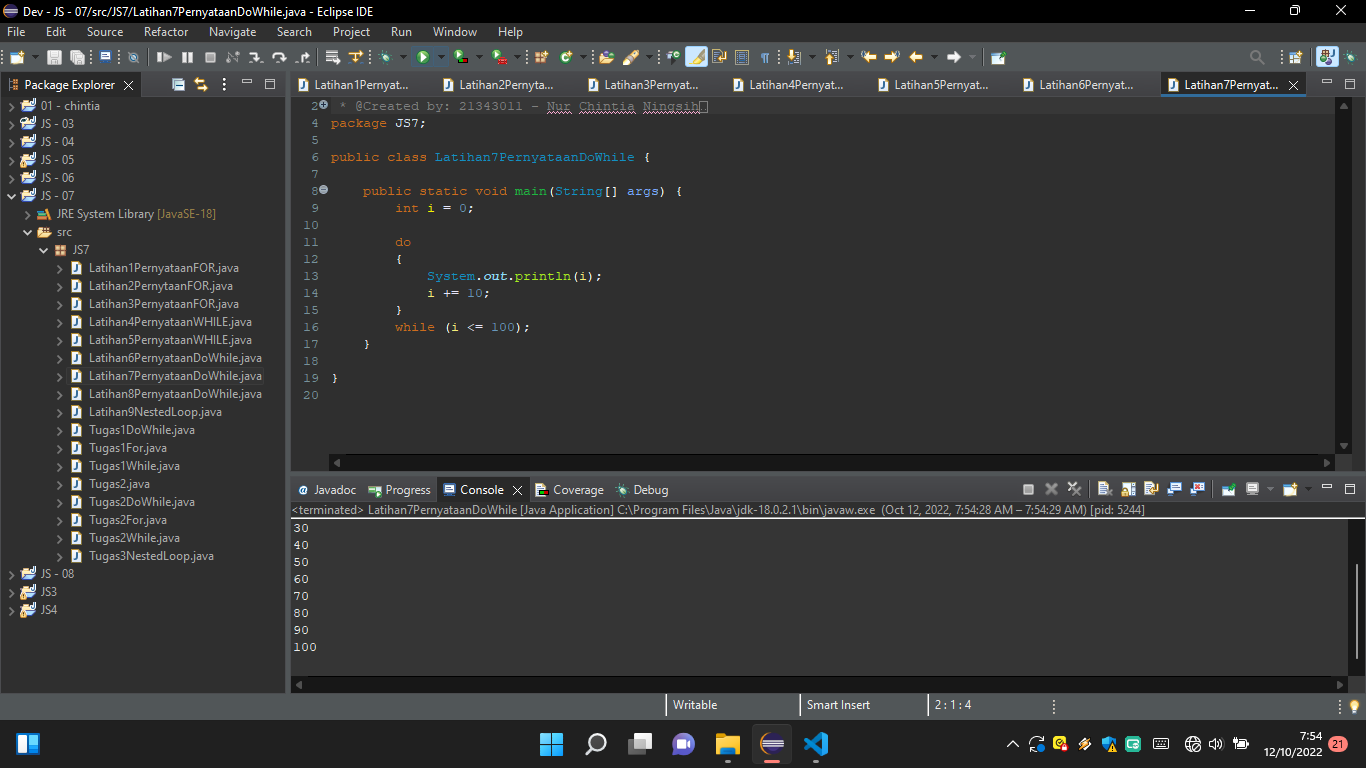 Dev - JS - 07/src/JS7/Latihan7PernyataanDoWhile.java - Eclipse IDE
File Edit Source Refactor Navigate Search Project Run Window Help
Package Explorer
01 - chintia
JS - 03
JS - 04
JS - 05
JS - 06
JS - 07
JRE System Library [JavaSE-18]
src
JS7
Latihan1PernyataanFOR.java
Latihan2PernytaanFOR.java
Latihan3PernyataanFOR.java
Latihan4PernyataanWHILE.java
Latihan5PernyataanWHILE.java
Latihan6PernyataanDoWhile.java
Latihan7PernyataanDoWhile.java
Latihan8PernyataanDoWhile.java
Latihan9NestedLoop.java
Tugas1DoWhile.java
Tugas1For.java
Tugas1While.java
Tugas2.java
Tugas2DoWhile.java
Tugas2For.java
Tugas2While.java
Tugas3NestedLoop.java
JS - 08
JS3
JS4
Latihan1Pernyat... Latihan2Pernyta... Latihan3Pernyat... Latihan4Pernyat... Latihan5Pernyat... Latihan6Pernyat... Latihan7Pernyat...
2 * @Created by: 21343011 - Nur Chintia Ningsih
4 package JS7;
5
6 public class Latihan7PernyataanDoWhile {
7
8 public static void main(String[] args) {
9 int i = 0;
10
11 do
12 {
13 System.out.println(i);
14 i += 10;
15 }
16 while (i <= 100);
17 }
18
19 }
20
Javadoc Progress Console Coverage Debug
<terminated> Latihan7PernyataanDoWhile [Java Application] C:\Program Files\Java\jdk-18.0.2.1\bin\javaw.exe (Oct 12, 2022, 7:54:28 AM – 7:54:29 AM) [pid: 5244]
30
40
50
60
70
80
90
100
Writable Smart Insert 2 : 1 : 4
7:54
12/10/2022
21